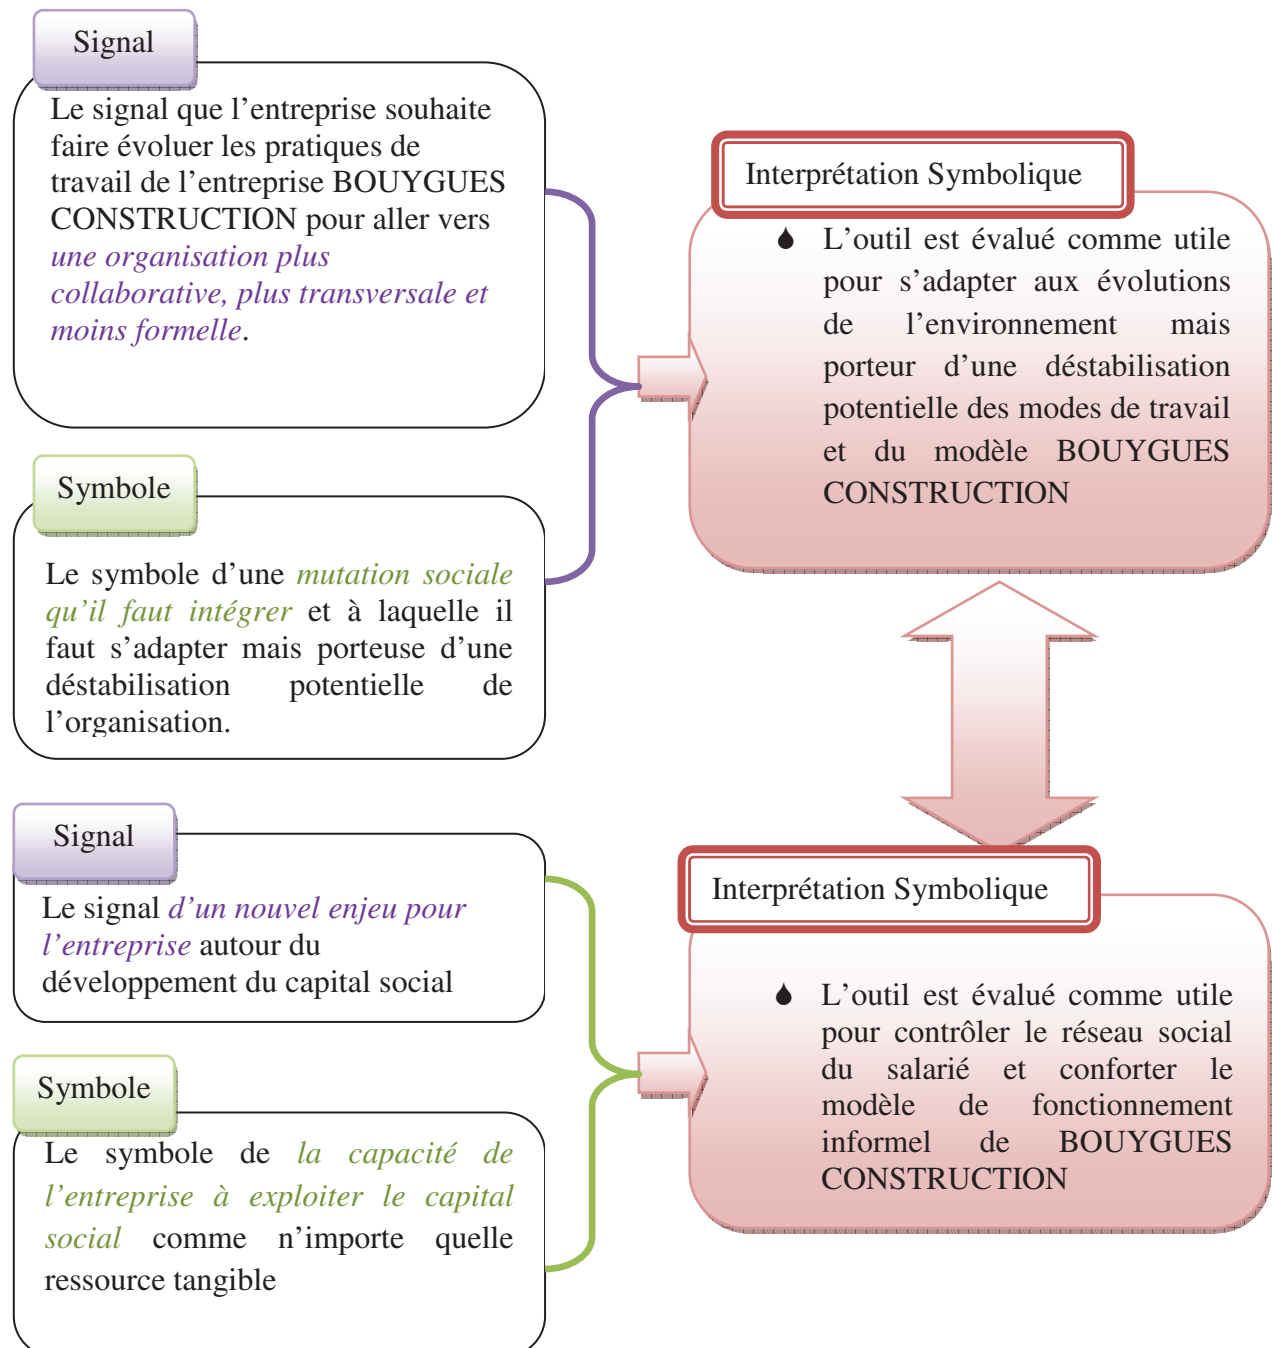 Signal
Le signal que l’entreprise souhaite
faire évoluer les pratiques de
travail de l’entreprise BOUYGUES
CONSTRUCTION pour aller vers
une organisation plus
collaborative, plus transversale et
moins formelle.
Symbole
Le symbole d’une mutation sociale
qu’il faut intégrer et à laquelle il
faut s’adapter mais porteuse d’une
déstabilisation potentielle de
l’organisation.
Interprétation Symbolique
L’outil est évalué comme utile
pour s’adapter aux évolutions
de l’environnement mais
porteur d’une déstabilisation
potentielle des modes de travail
et du modèle BOUYGUES
CONSTRUCTION
Signal
Le signal d’un nouvel enjeu pour
l’entreprise autour du
développement du capital social
Symbole
Le symbole de la capacité de
l’entreprise à exploiter le capital
social comme n’importe quelle
ressource tangible
Interprétation Symbolique
L’outil est évalué comme utile
pour contrôler le réseau social
du salarié et conforter le
modèle de fonctionnement
informel de BOUYGUES
CONSTRUCTION